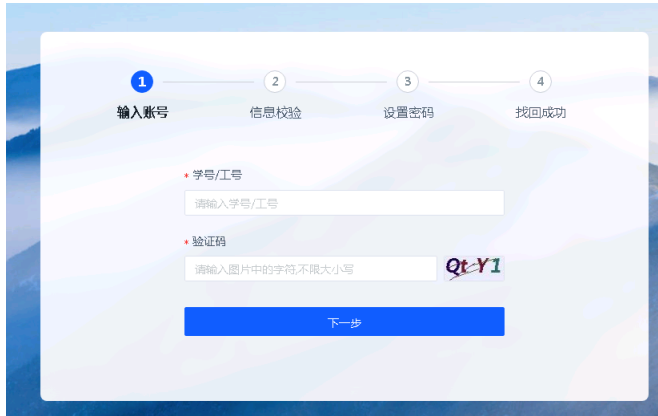 1 2 3 4
输入账号 信息校验 设置密码 找回成功
* 学号/工号
请输入学号/工号
* 验证码
请输入图片中的字符,不限大小写
QtY1
下一步